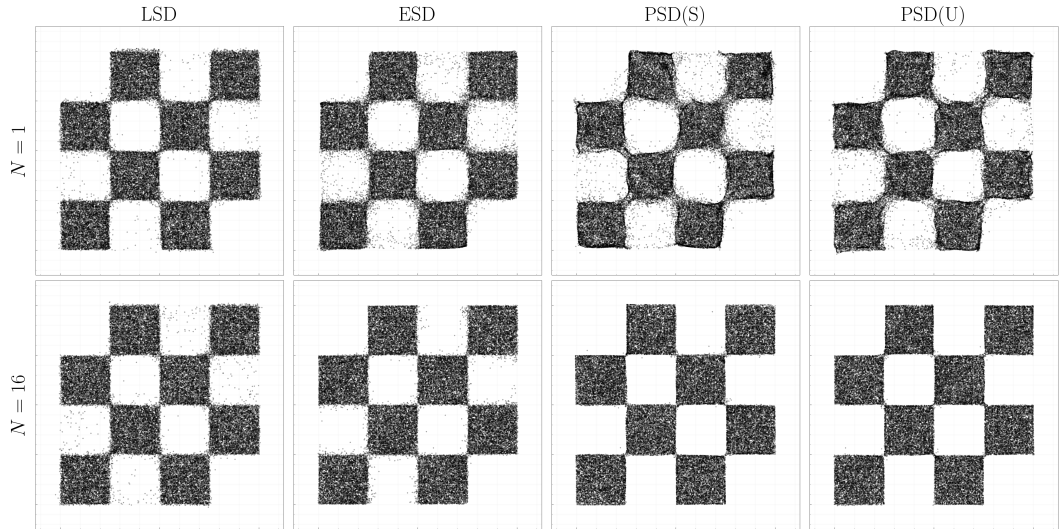 LSD
ESD
PSD(S)
PSD(U)
N = 1
N = 16